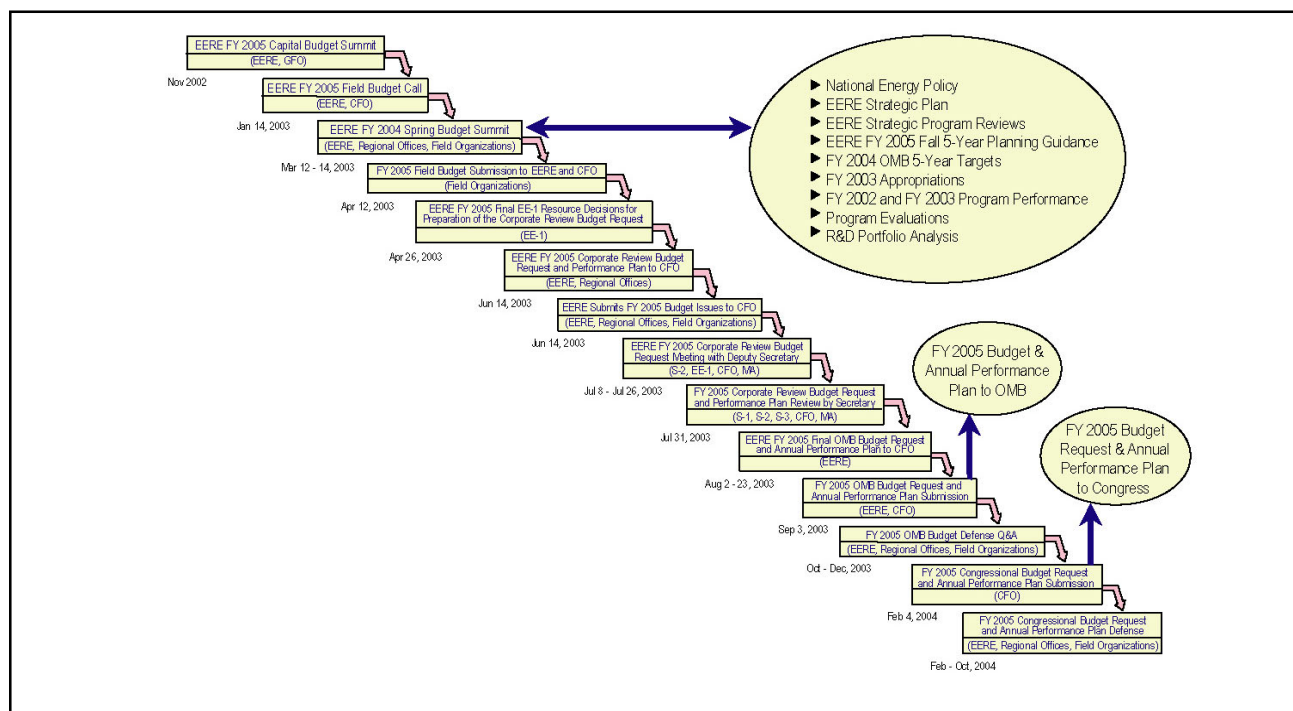 EERE FY 2005 Capital Budget Summit
(EERE, GFO)
Nov 2002
EERE FY 2005 Field Budget Call
(EERE, CFO)
Jan 14, 2003
EERE FY 2004 Spring Budget Summit
(EERE, Regional Offices, Field Organizations)
Mar 12 - 14, 2003
FY 2005 Field Budget Submission to EERE and CFO
(Field Organizations)
Apr 12, 2003
EERE FY 2005 Final EE-1 Resource Decisions for
Preparation of the Corporate Review Budget Request
(EE-1)
Apr 26, 2003
EERE FY 2005 Corporate Review Budget
Request and Performance Plan to CFO
(EERE, Regional Offices)
Jun 14, 2003
EERE Submits FY 2005 Budget Issues to CFO
(EERE, Regional Offices, Field Organizations)
Jun 14, 2003
EERE FY 2005 Corporate Review Budget
Request Meeting with Deputy Secretary
(S-2, EE-1, CFO, MA)
Jul 8 - Jul 26, 2003
FY 2005 Corporate Review Budget Request
and Performance Plan Review by Secretary
(S-1, S-2, S-3, CFO, MA)
Jul 31, 2003
EERE FY 2005 Final OMB Budget Request
and Annual Performance Plan to CFO
(EERE)
Aug 2 - 23, 2003
FY 2005 OMB Budget Request and
Annual Performance Plan Submission
(EERE, CFO)
Sep 3, 2003
FY 2005 OMB Budget Defense Q&A
(EERE, Regional Offices, Field Organizations)
Oct - Dec, 2003
FY 2005 Congressional Budget Request
and Annual Performance Plan Submission
(CFO)
Feb 4, 2004
FY 2005 Congressional Budget Request
and Annual Performance Plan Defense
(EERE, Regional Offices, Field Organizations)
Feb - Oct, 2004
National Energy Policy
EERE Strategic Plan
EERE Strategic Program Reviews
EERE FY 2005 Fall 5-Year Planning Guidance
FY 2004 OMB 5-Year Targets
FY 2003 Appropriations
FY 2002 and FY 2003 Program Performance
Program Evaluations
R&D Portfolio Analysis
FY 2005 Budget &
Annual Performance
Plan to OMB
FY 2005 Budget
Request & Annual
Performance Plan
to Congress